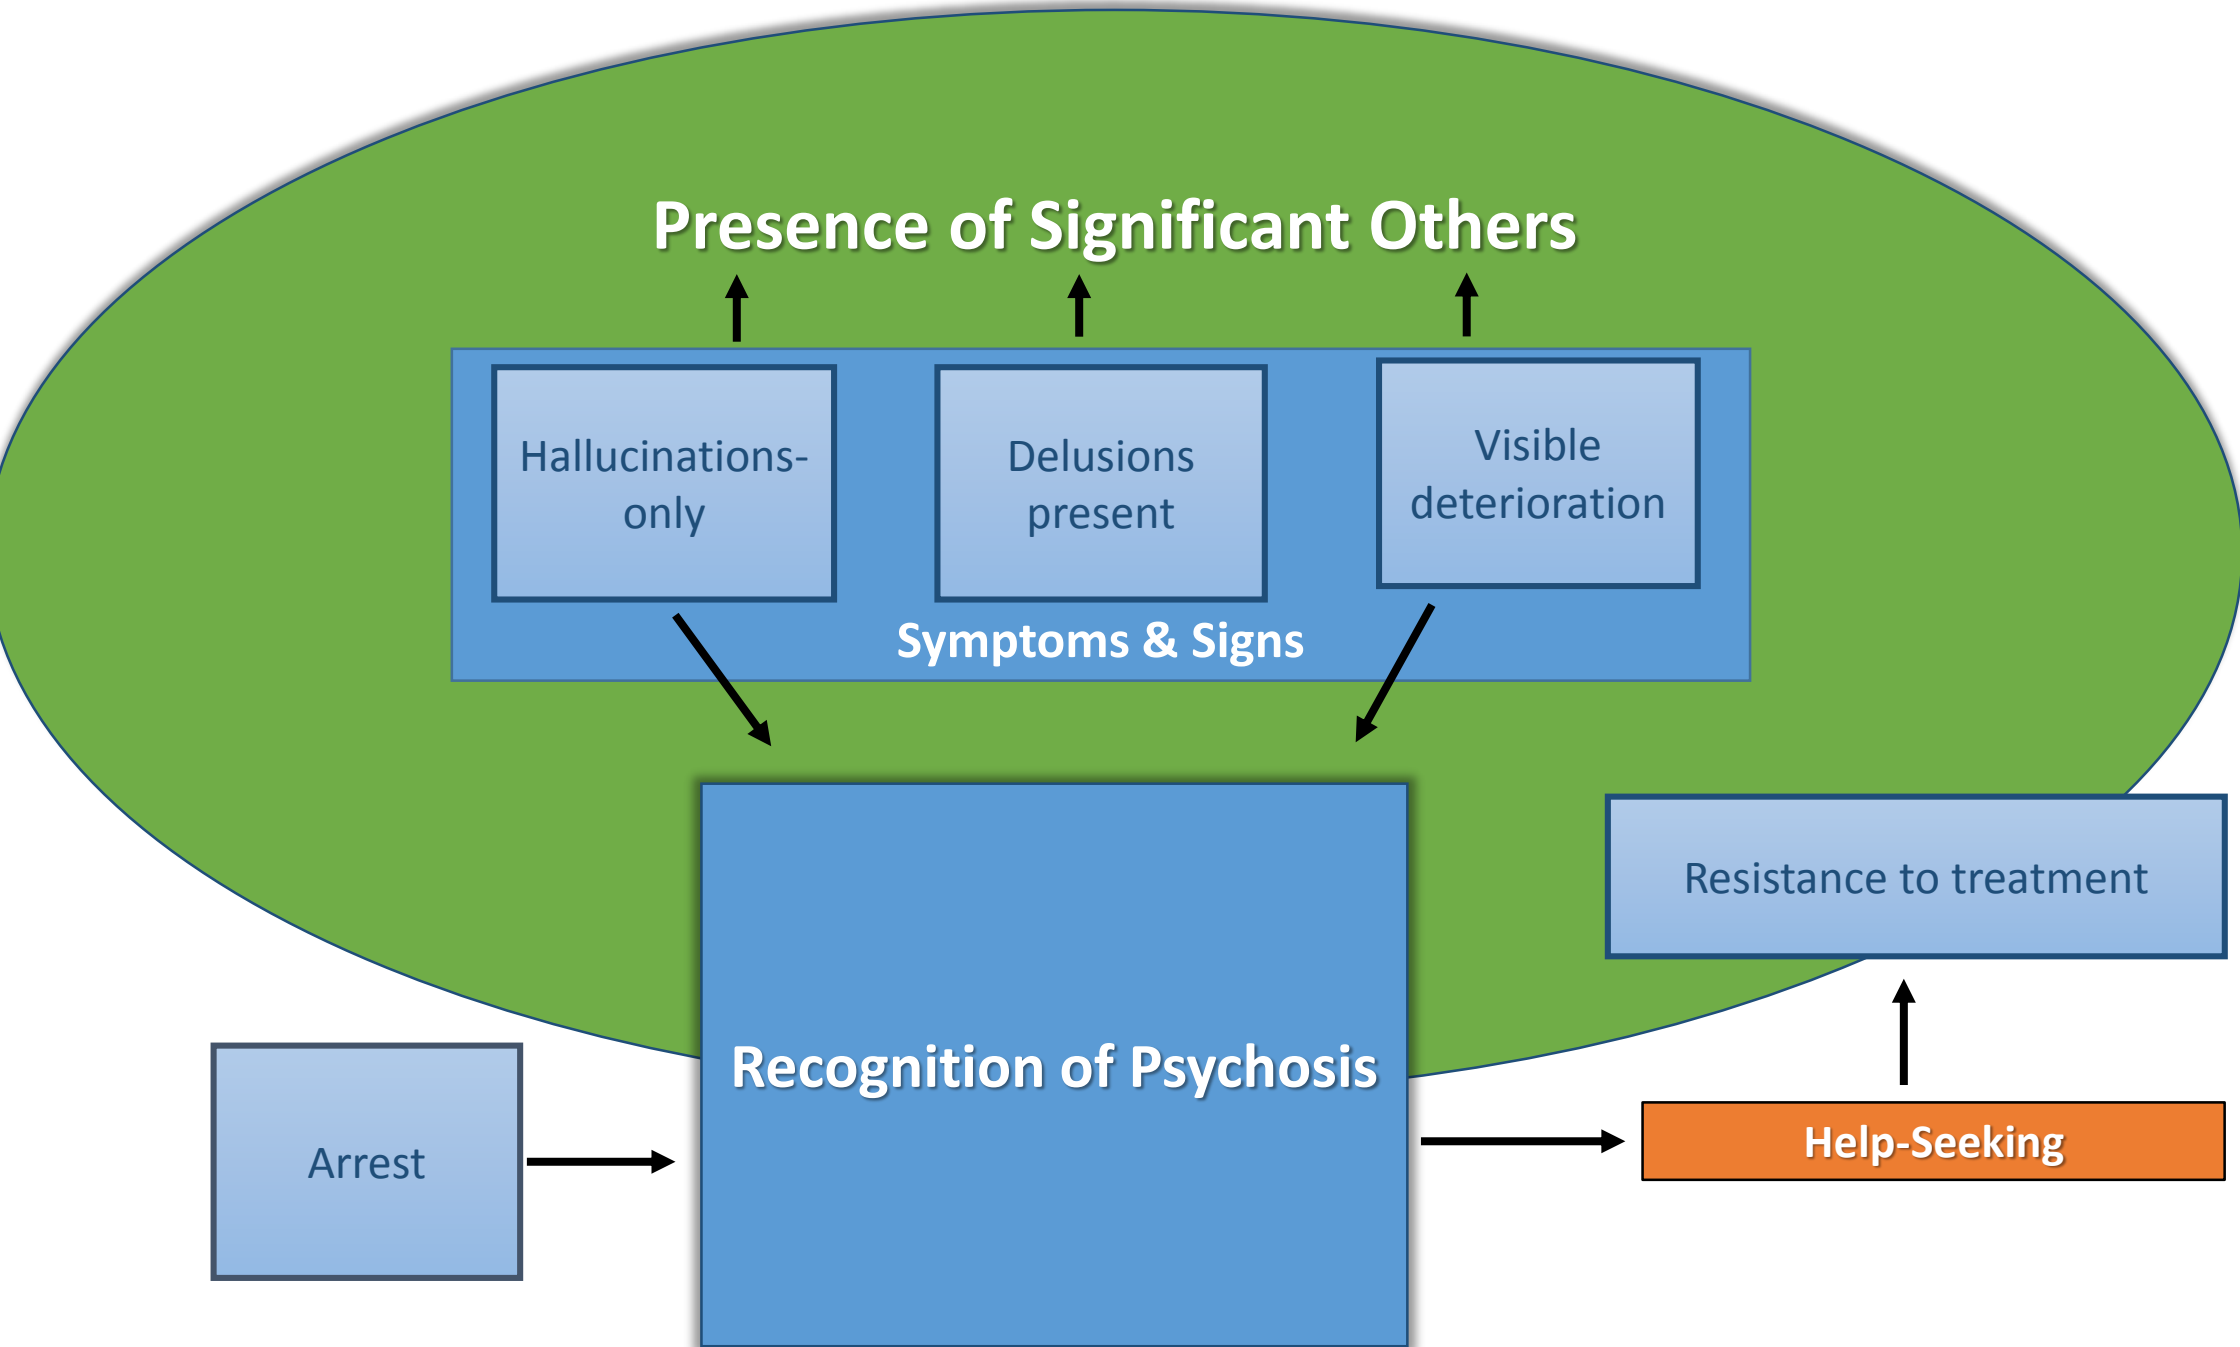 Presence of Significant Others
Hallucinations-
only
Delusions
present
Visible
deterioration
Symptoms & Signs
Resistance to treatment
Recognition of Psychosis
Arrest
Help-Seeking